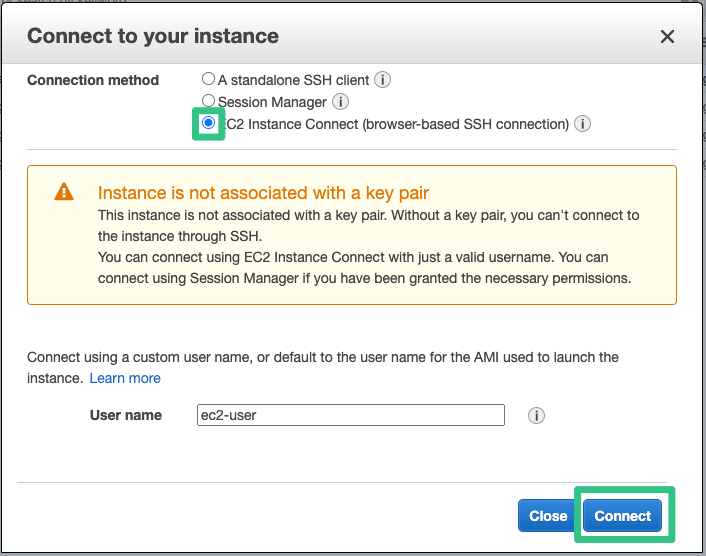 Connect to your instance
Connection method
A standalone SSH client
Session Manager
EC2 Instance Connect (browser-based SSH connection)
Instance is not associated with a key pair
This instance is not associated with a key pair. Without a key pair, you can't connect to
the instance through SSH.
You can connect using EC2 Instance Connect with just a valid username. You can
connect using Session Manager if you have been granted the necessary permissions.
Connect using a custom user name, or default to the user name for the AMI used to launch the
instance. Learn more
User name ec2-user
Close Connect